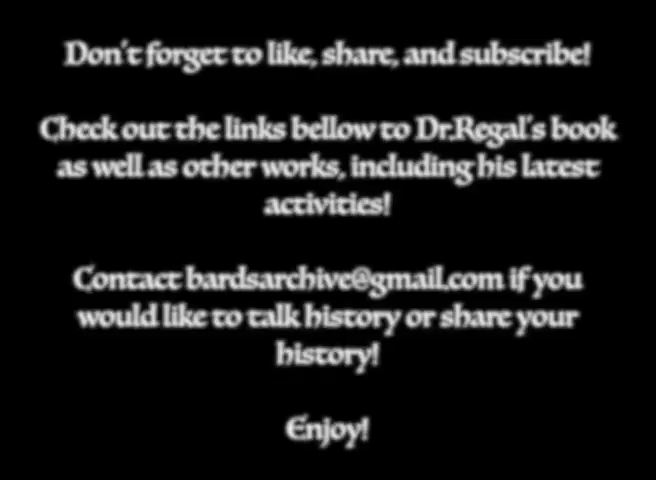 Don't forget to like, share, and subscribe!
Check out the links bellow to Dr.Regal's book
as well as other works, including his latest
activities!
Contact bardsarchive@gmail.com if you
would like to talk history or share your
history!
Enjoy!